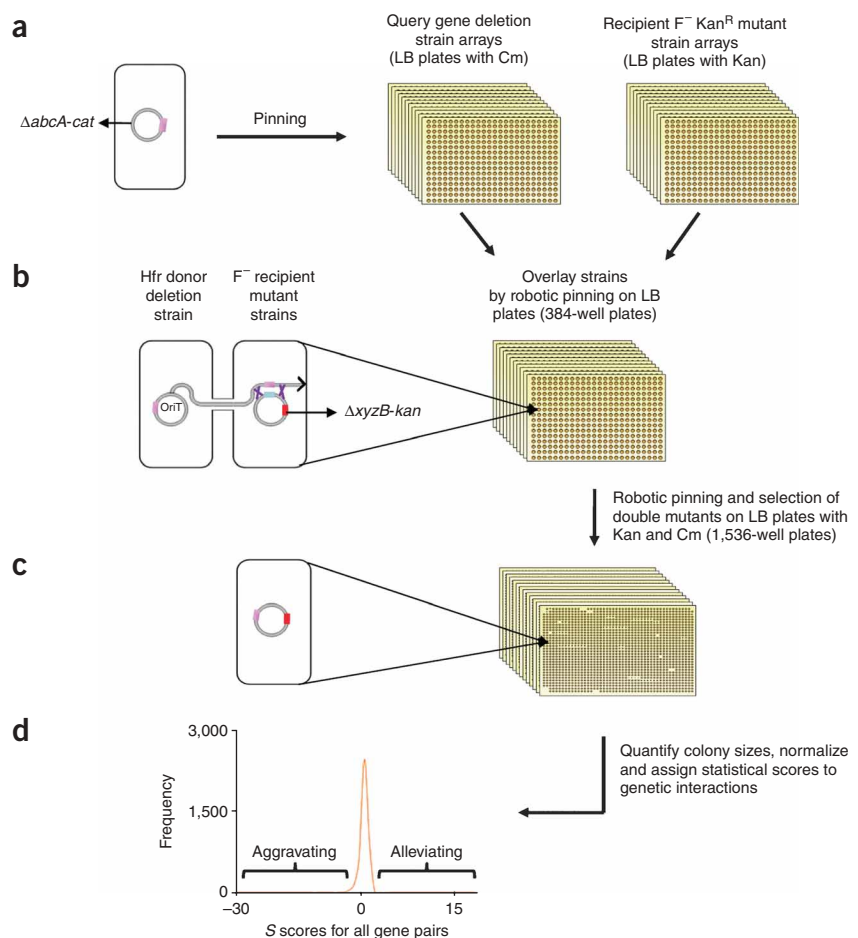 a
Query gene deletion
strain arrays
(LB plates with Cm)
Recipient F⁻ Kanᴿ mutant
strain arrays
(LB plates with Kan)
ΔabcA-cat
Pinning
b
Hfr donor
deletion
strain
F⁻ recipient
mutant
strains
Overlay strains
by robotic pinning on LB
plates (384-well plates)
OriT
ΔxyzB-kan
Robotic pinning and selection of
double mutants on LB plates with
Kan and Cm (1,536-well plates)
c
d
3,000
1,500
0
Frequency
Aggravating
Alleviating
–30
0
15
S scores for all gene pairs
Quantify colony sizes, normalize
and assign statistical scores to
genetic interactions